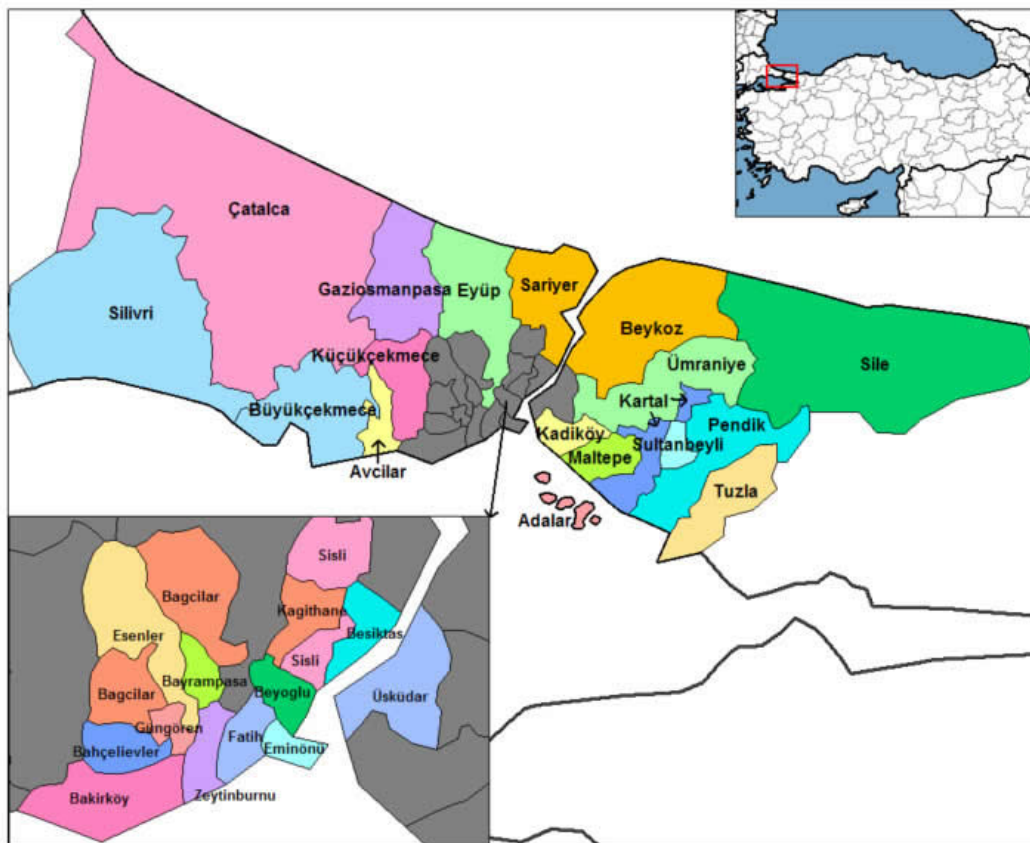 Çatalca
Silivri
Gaziosmanpasa
Eyüp
Sariyer
Beykoz
Küçükçekmece
Ümraniye
Sile
Büyükçekmece
Kartal
Kadiköy
Sultanbeyli
Pendik
Maltepe
Avcilar
Tuzla
Adalar
Sisli
Bagcilar
Kagithane
Esenler
Besiktas
Sisli
Bayrampasa
Bagcilar
Beyoglu
Üsküdar
Güngören
Fatih
Eminönü
Bahçelievler
Zeytinburnu
Bakirköy